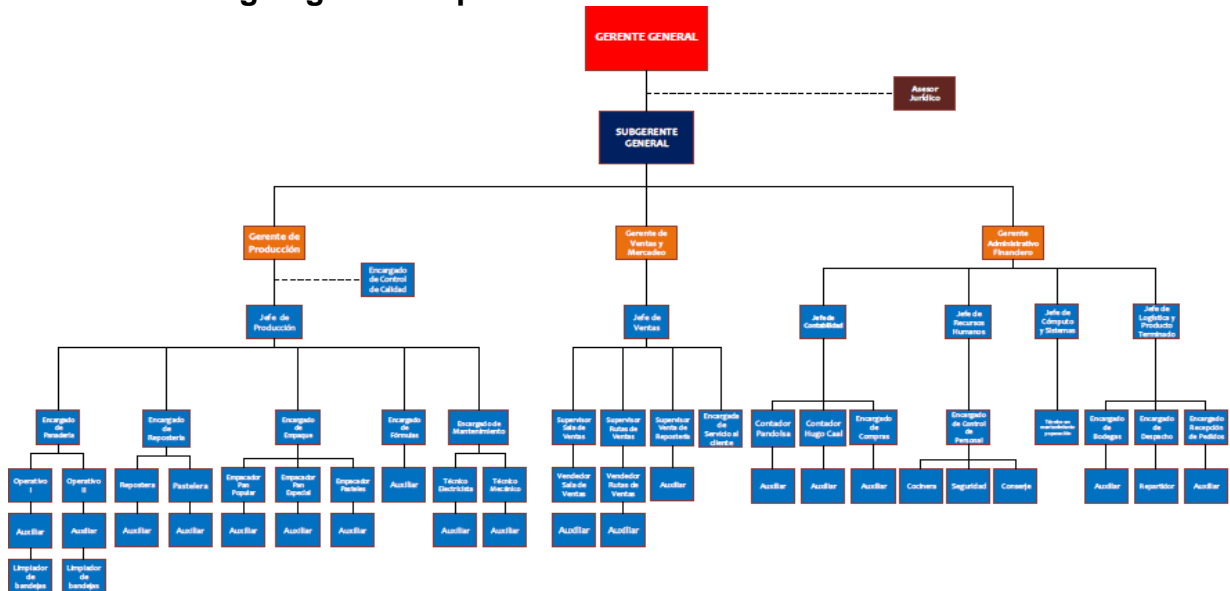 GERENTE GENERAL
Asesor
Jurídico
SUBGERENTE
GENERAL
Gerente de
Producción
Gerente de
Ventas y
Mercadeo
Gerente
Administrativo
Financiero
Encargado
de Control
de Calidad
Jefe de
Producción
Jefe de
Ventas
Jefe de
Contabilidad
Jefe de
Recursos
Humanos
Jefe de
Cómputo
y Sistemas
Jefe de
Logística y
Producto
Terminado
Encargado
de
Panadería
Encargado
de
Repostería
Encargado
de
Empaque
Encargado
de
Fórmulas
Encargado de
Mantenimiento
Supervisor
Sala de
Ventas
Supervisor
Rutas de
Ventas
Supervisor
Venta de
Repostería
Encargada
de
Servicio al
cliente
Contador
Pandolsa
Contador
Hugo Caal
Encargado
de
Compras
Encargado
de Control
de
Personal
Técnico en
mantenimiento
Encargado
de
Bodegas
Encargado
de
Despacho
Encargado
Recepción
de Pedidos
Operativo
I
Operativo
II
Repostera
Pastelera
Empacador
Pan
Popular
Empacador
Pan
Especial
Empacador
Pasteles
Auxiliar
Técnico
Electricista
Técnico
Mecánico
Vendedor
Sala de
Ventas
Vendedor
Rutas de
Ventas
Auxiliar
Auxiliar
Auxiliar
Auxiliar
Cocinera
Seguridad
Conserje
Auxiliar
Repartidor
Auxiliar
Auxiliar
Auxiliar
Auxiliar
Auxiliar
Auxiliar
Auxiliar
Auxiliar
Auxiliar
Auxiliar
Auxiliar
Auxiliar
Limpiador
de
bandejas
Limpiador
de
bandejas